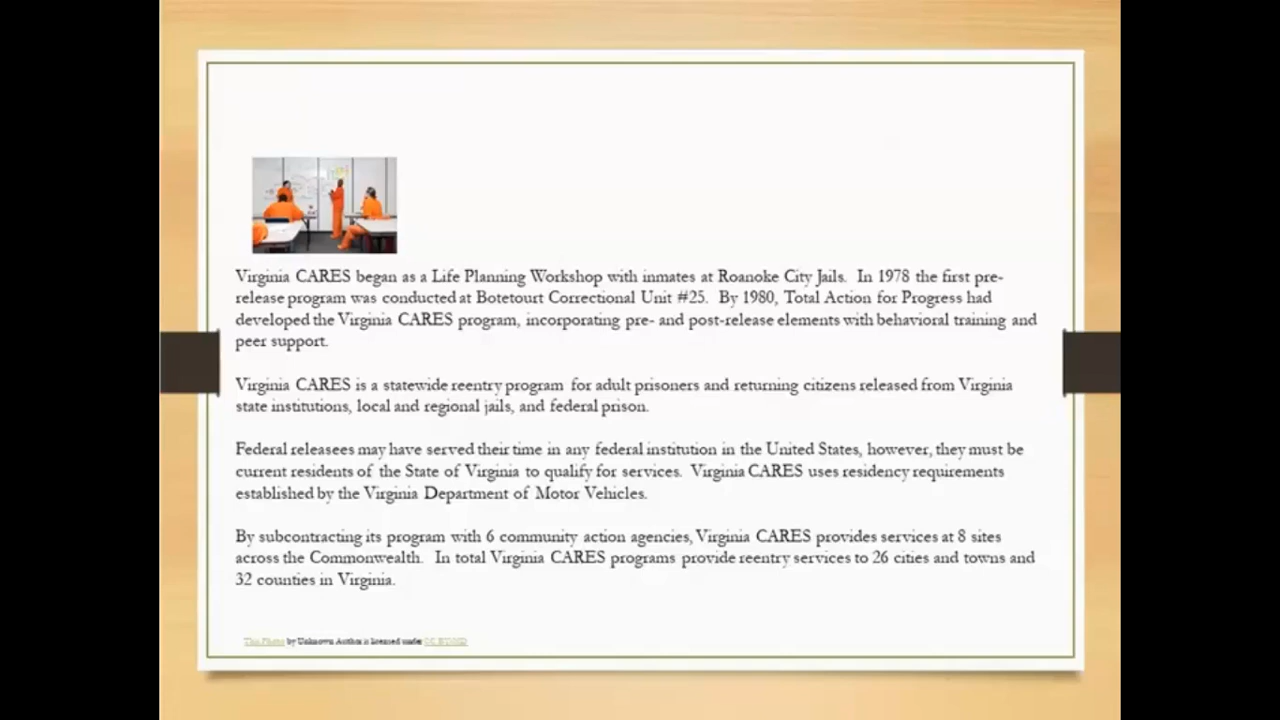 Virginia CARES began as a Life Planning Workshop with inmates at Roanoke City Jails. In 1978 the first pre-
release program was conducted at Botetourt Correctional Unit #25. By 1980, Total Action for Progress had
developed the Virginia CARES program, incorporating pre- and post-release elements with behavioral training and
peer support.
Virginia CARES is a statewide reentry program for adult prisoners and returning citizens released from Virginia
state institutions, local and regional jails, and federal prison.
Federal releasees may have served their time in any federal institution in the United States, however, they must be
current residents of the State of Virginia to qualify for services. Virginia CARES uses residency requirements
established by the Virginia Department of Motor Vehicles.
By subcontracting its program with 6 community action agencies, Virginia CARES provides services at 8 sites
across the Commonwealth. In total Virginia CARES programs provide reentry services to 26 cities and towns and
32 counties in Virginia.
This Photo by Unknown Author is licensed under